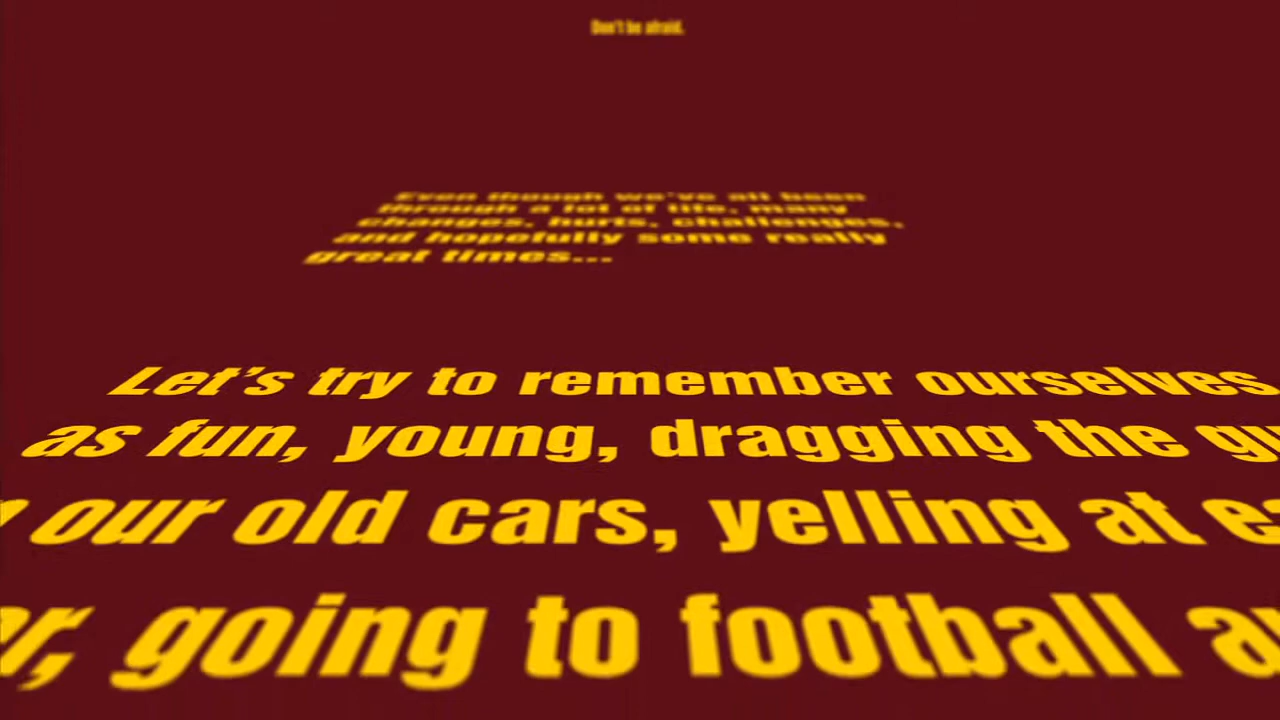 Don't be afraid.
Even though we've all been
through a lot of life, many
changes, hurts, challenges,
and hopefully some really
great times...
Let's try to remember ourselves
as fun, young, dragging the
our old cars, yelling at
going to football